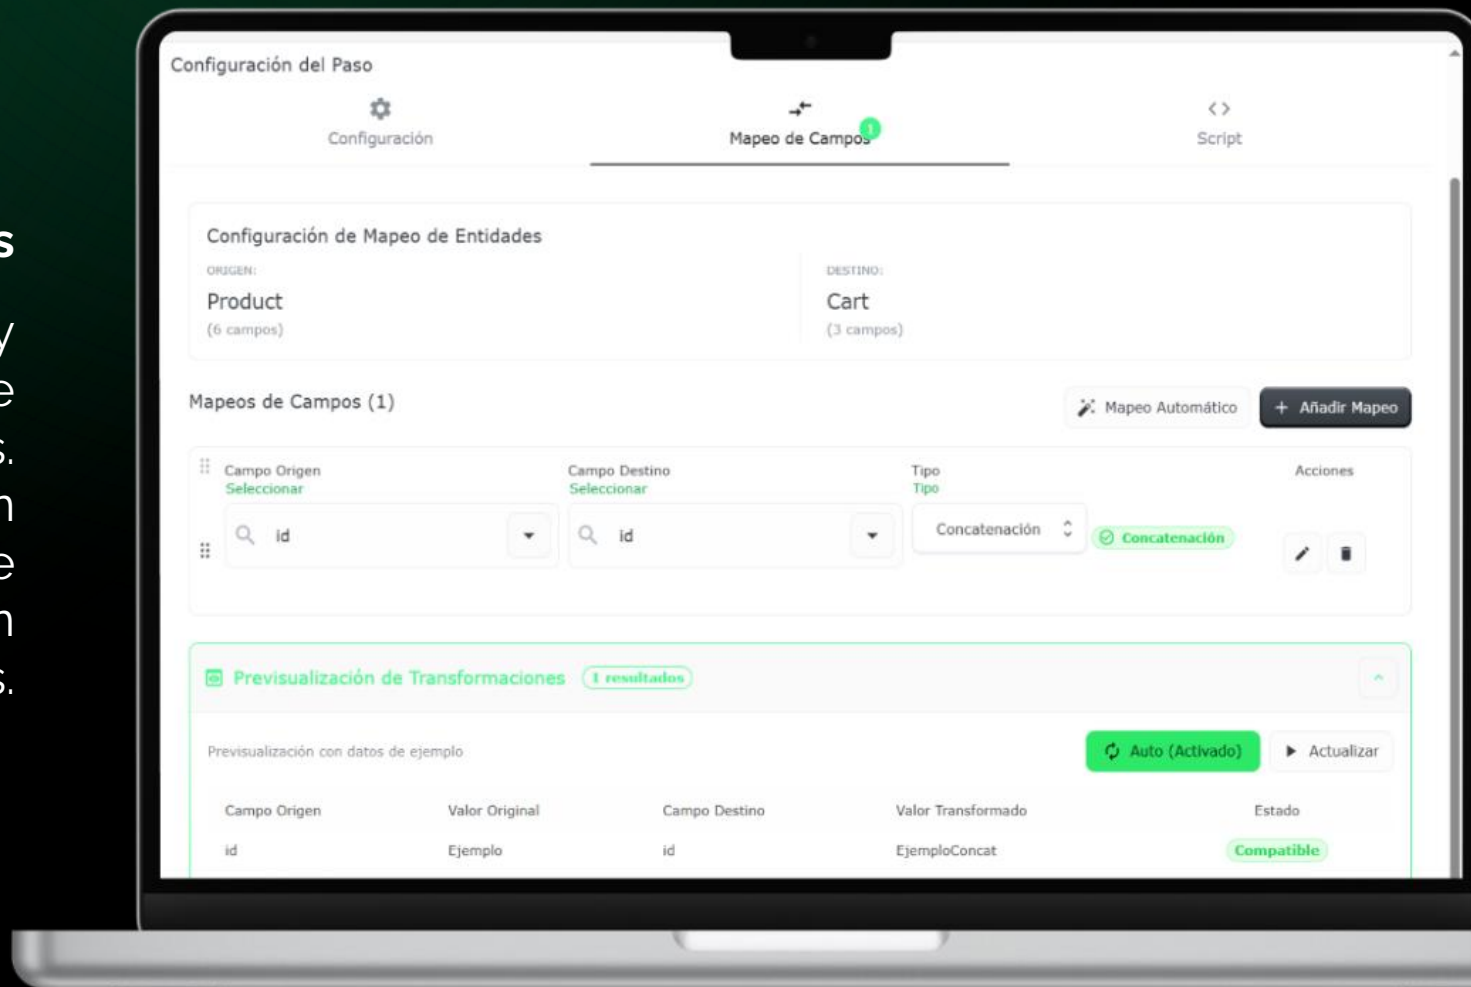 s
y
e
s.
n
e
n
s.
Configuración del Paso
Configuración
Mapeo de Campos
1
Script
Configuración de Mapeo de Entidades
ORIGEN:
DESTINO:
Product
Cart
(6 campos)
(3 campos)
Mapeos de Campos (1)
Mapeo Automático
+ Añadir Mapeo
Campo Origen
Campo Destino
Tipo
Acciones
Seleccionar
Seleccionar
Tipo
id
id
Concatenación
Concatenación
Previsualización de Transformaciones
1 resultados
Previsualización con datos de ejemplo
Auto (Activado)
Actualizar
Campo Origen
Valor Original
Campo Destino
Valor Transformado
Estado
id
Ejemplo
id
EjemploConcat
Compatible